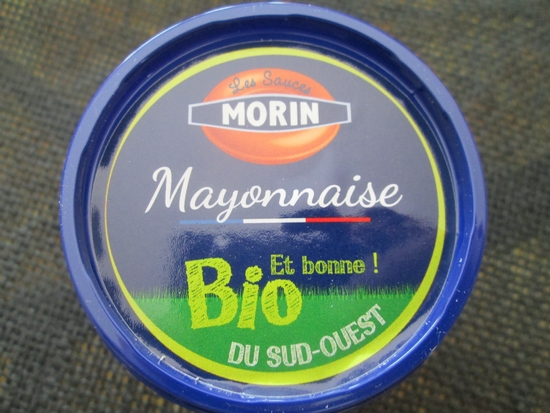 Les Sauces
MORIN
Mayonnaise
Et bonne !
Bio
DU SUD-OUEST